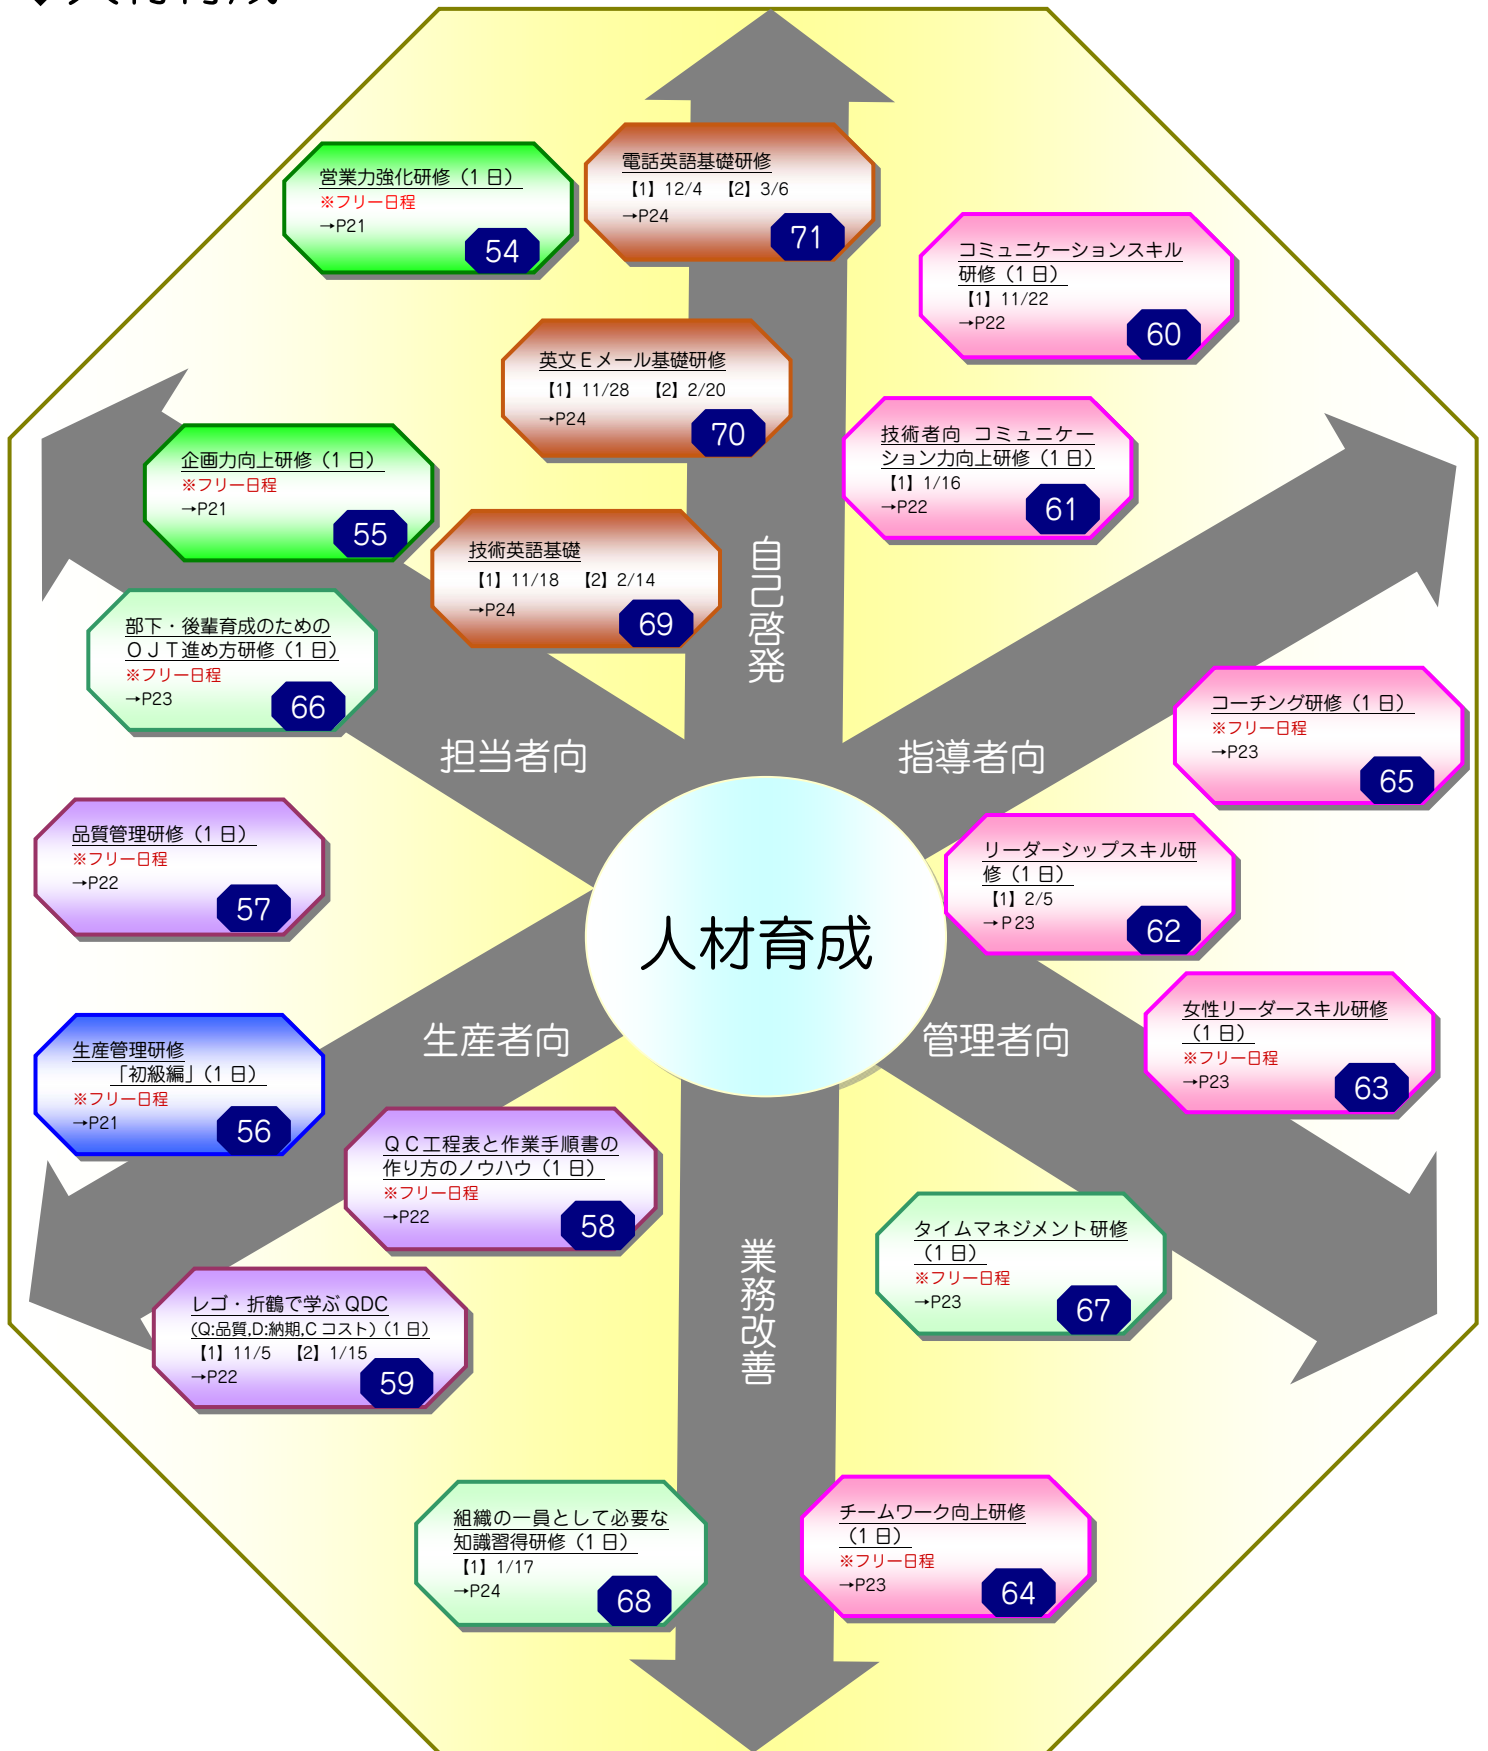 営業力強化研修（1 日）
※フリー日程
→P21
54
電話英語基礎研修
【1】12/4　【2】3/6
→P24
71
コミュニケーションスキル
研修（1 日）
【1】11/22
→P22
60
英文Ｅメール基礎研修
【1】11/28　【2】2/20
→P24
70
技術者向 コミュニケー
ション力向上研修（1 日）
【1】1/16
→P22
61
企画力向上研修（1 日）
※フリー日程
→P21
55
技術英語基礎
【1】11/18　【2】2/14
→P24
69
自己啓発
部下・後輩育成のための
ＯＪＴ進め方研修（1 日）
※フリー日程
→P23
66
担当者向
指導者向
コーチング研修（1 日）
※フリー日程
→P23
65
品質管理研修（1 日）
※フリー日程
→P22
57
リーダーシップスキル研
修（1 日）
【1】2/5
→Ｐ23
62
人材育成
女性リーダースキル研修
（1 日）
※フリー日程
→P23
63
生産者向
管理者向
生産管理研修
「初級編」（1 日）
※フリー日程
→P21
56
ＱＣ工程表と作業手順書の
作り方のノウハウ（1 日）
※フリー日程
→P22
58
タイムマネジメント研修
（1 日）
※フリー日程
→P23
67
レゴ・折鶴で学ぶ QDC
(Q:品質,D:納期,C コスト)（1 日）
【1】11/5　【2】1/15
→P22
59
業務改善
組織の一員として必要な
知識習得研修（1 日）
【1】1/17
→P24
68
チームワーク向上研修
（1 日）
※フリー日程
→P23
64